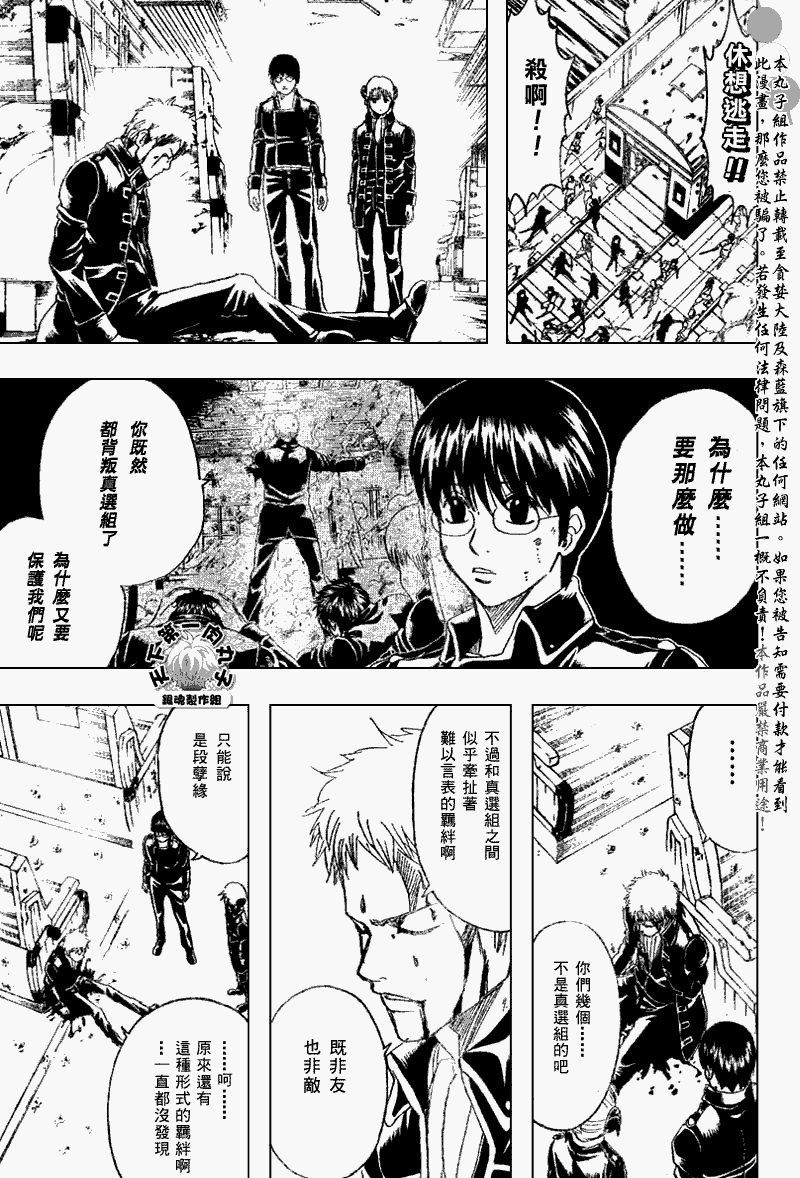 休想逃走!!
殺啊!!
為什麼……
要那麼做……
你既然
都背叛真選組了
為什麼又要
保護我們呢
天下第一丸子
銀魂製作組
……
你們幾個……
不是真選組的吧
不過和真選組之間
似乎牽扯著
難以言表的羈絆啊
既非友
也非敵
只能說
是段孽緣
……呵……
原來還有
這種形式的羈絆啊
…一直都沒發現
本丸子組作品禁止轉載至貪婪大陸及森藍旗下的任何網站。如果您被告知需要付款才能看到
此漫畫,那麼您被騙了。若發生任何法律問題,本丸子組一概不負責!本作品嚴禁商業用途!